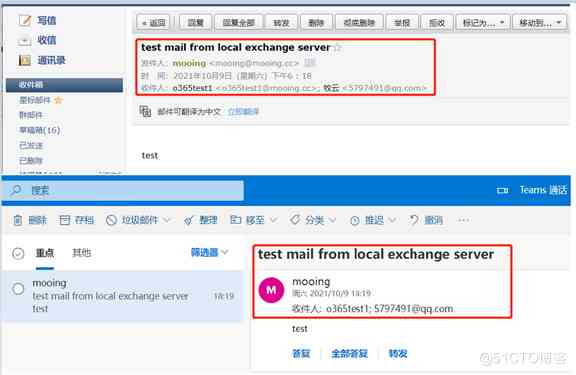 写信
收信
通讯录
收件箱
星标邮件
群邮件
草稿箱(16)
已发送
已删除
« 返回 回复 回复全部 转发 删除 彻底删除 举报 拒收 标记为... 移动到...
test mail from local exchange server
发件人: mooing <mooing@mooing.cc>
时 间: 2021年10月9日 (星期六) 下午6:18
收件人: o365test1 <o365test1@mooing.cc>; 牧云 <5797491@qq.com>
邮件可翻译为中文 立即翻译
test
搜索
Teams 通话
删除 存档 垃圾邮件 整理 移至 分类 推迟 撤消 ...
重点 其他 筛选器
mooing
test mail from local exchange server 18:19
test
test mail from local exchange server
M
mooing
周六 2021/10/9 18:19
收件人: o365test1; 5797491@qq.com
test
答复 全部答复 转发
@51CTO博客